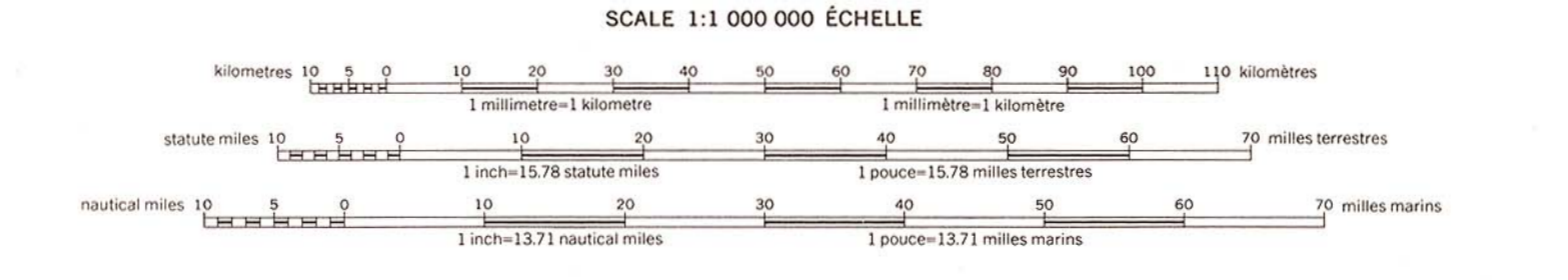 SCALE 1:1 000 000 ÉCHELLE
kilometres 10 5 0 10 20 30 40 50 60 70 80 90 100 110 kilomètres
1 millimetre=1 kilometre 1 millimètre=1 kilomètre
statute miles 10 5 0 10 20 30 40 50 60 70 milles terrestres
1 inch=15.78 statute miles 1 pouce=15.78 milles terrestres
nautical miles 10 5 0 10 20 30 40 50 60 70 milles marins
1 inch=13.71 nautical miles 1 pouce=13.71 milles marins